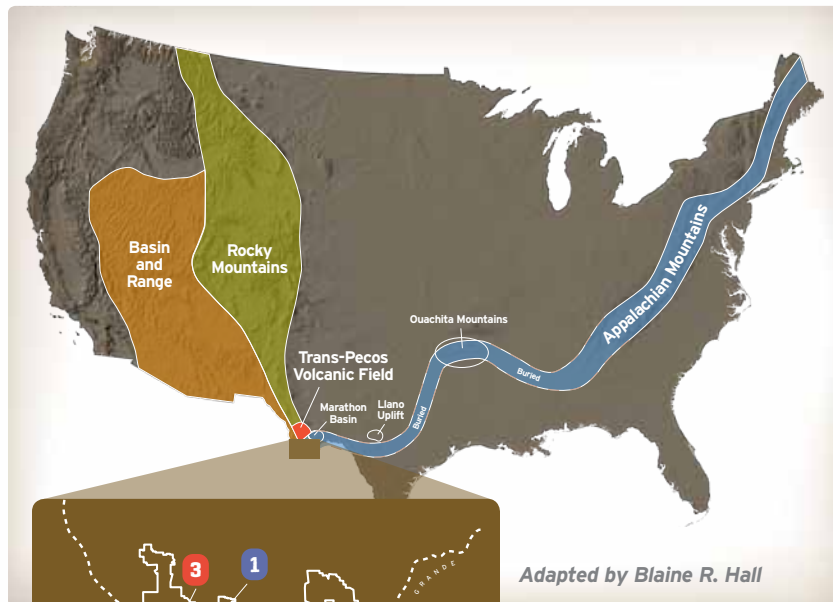 Basin
and
Range
Rocky
Mountains
Appalachian Mountains
Ouachita Mountains
Buried
Trans-Pecos
Volcanic Field
Marathon
Basin
Llano
Uplift
Buried
3
1
GRANDE
Adapted by Blaine R. Hall